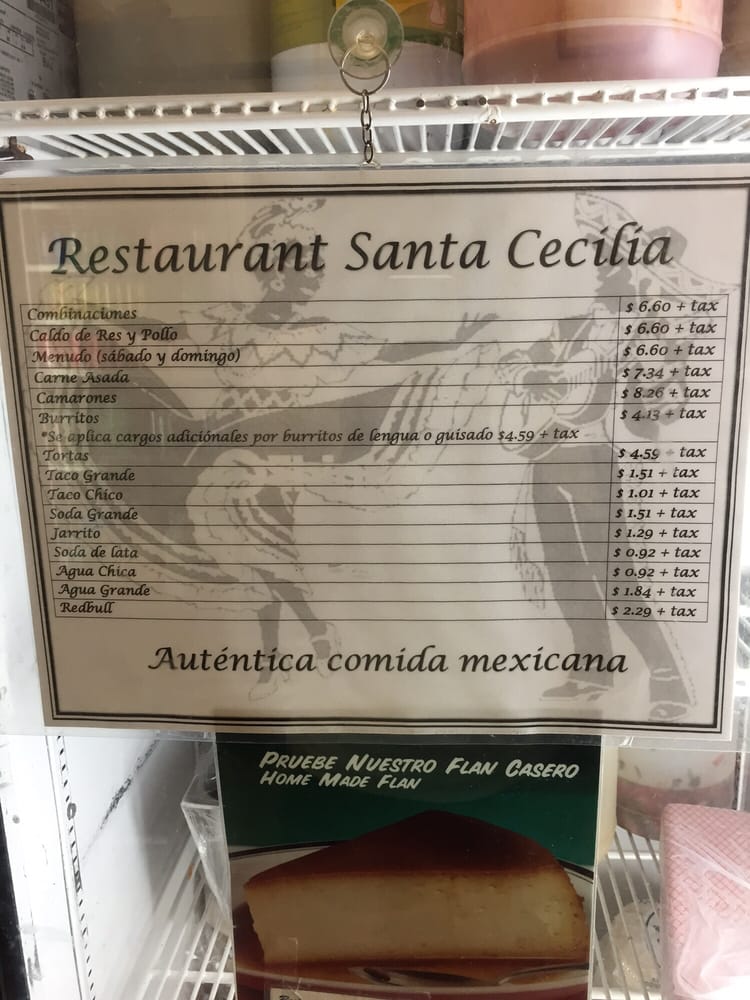 Restaurant Santa Cecilia
Combinaciones $ 6.60 + tax
Caldo de Res y Pollo $ 6.60 + tax
Menudo (sábado y domingo) $ 6.60 + tax
Carne Asada $ 7.34 + tax
Camarones $ 8.26 + tax
Burritos $ 4.13 + tax
*Se aplica cargos adiciónales por burritos de lengua o guisado $4.59 + tax
Tortas $ 4.59 + tax
Taco Grande $ 1.51 + tax
Taco Chico $ 1.01 + tax
Soda Grande $ 1.51 + tax
Jarrito $ 1.29 + tax
Soda de lata $ 0.92 + tax
Agua Chica $ 0.92 + tax
Agua Grande $ 1.84 + tax
Redbull $ 2.29 + tax
Auténtica comida mexicana
PRUEBE NUESTRO FLAN CASERO
HOME MADE FLAN